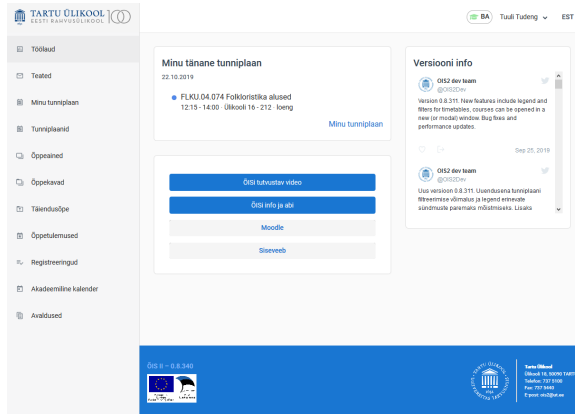 TARTU ÜLIKOOL
EESTI RAHVUSÜLIKOOL
100
BA
Tuuli Tudeng
EST
Töölaud
Teated
Minu tunniplaan
Tunniplaanid
Õppeained
Õppekavad
Täiendusõpe
Õppetulemused
Registreeringud
Akadeemiline kalender
Avaldused
Minu tänane tunniplaan
22.10.2019
FLKU.04.074 Folkloristika alused
12:15 - 14:00 · Ülikooli 16 - 212 · loeng
Minu tunniplaan
ÕISi tutvustav video
ÕISi info ja abi
Moodle
Siseveeb
Versiooni info
OIS2 dev team
@OIS2Dev
Version 0.8.311. New features include legend and
filters for timetables, courses can be opened in a
new (or modal) window. Bug fixes and
performance updates.
Sep 25, 2019
OIS2 dev team
@OIS2Dev
Uus versioon 0.8.311. Uuendusena tunniplaani
filtreerimise võimalus ja legend erinevate
sündmuste paremaks mõistmiseks. Lisaks
ÕIS II – 0.8.340
Tartu Ülikool
Ülikooli 18, 50090 TART
Telefon: 737 5100
Fax: 737 5440
E-post: ois2@ut.ee